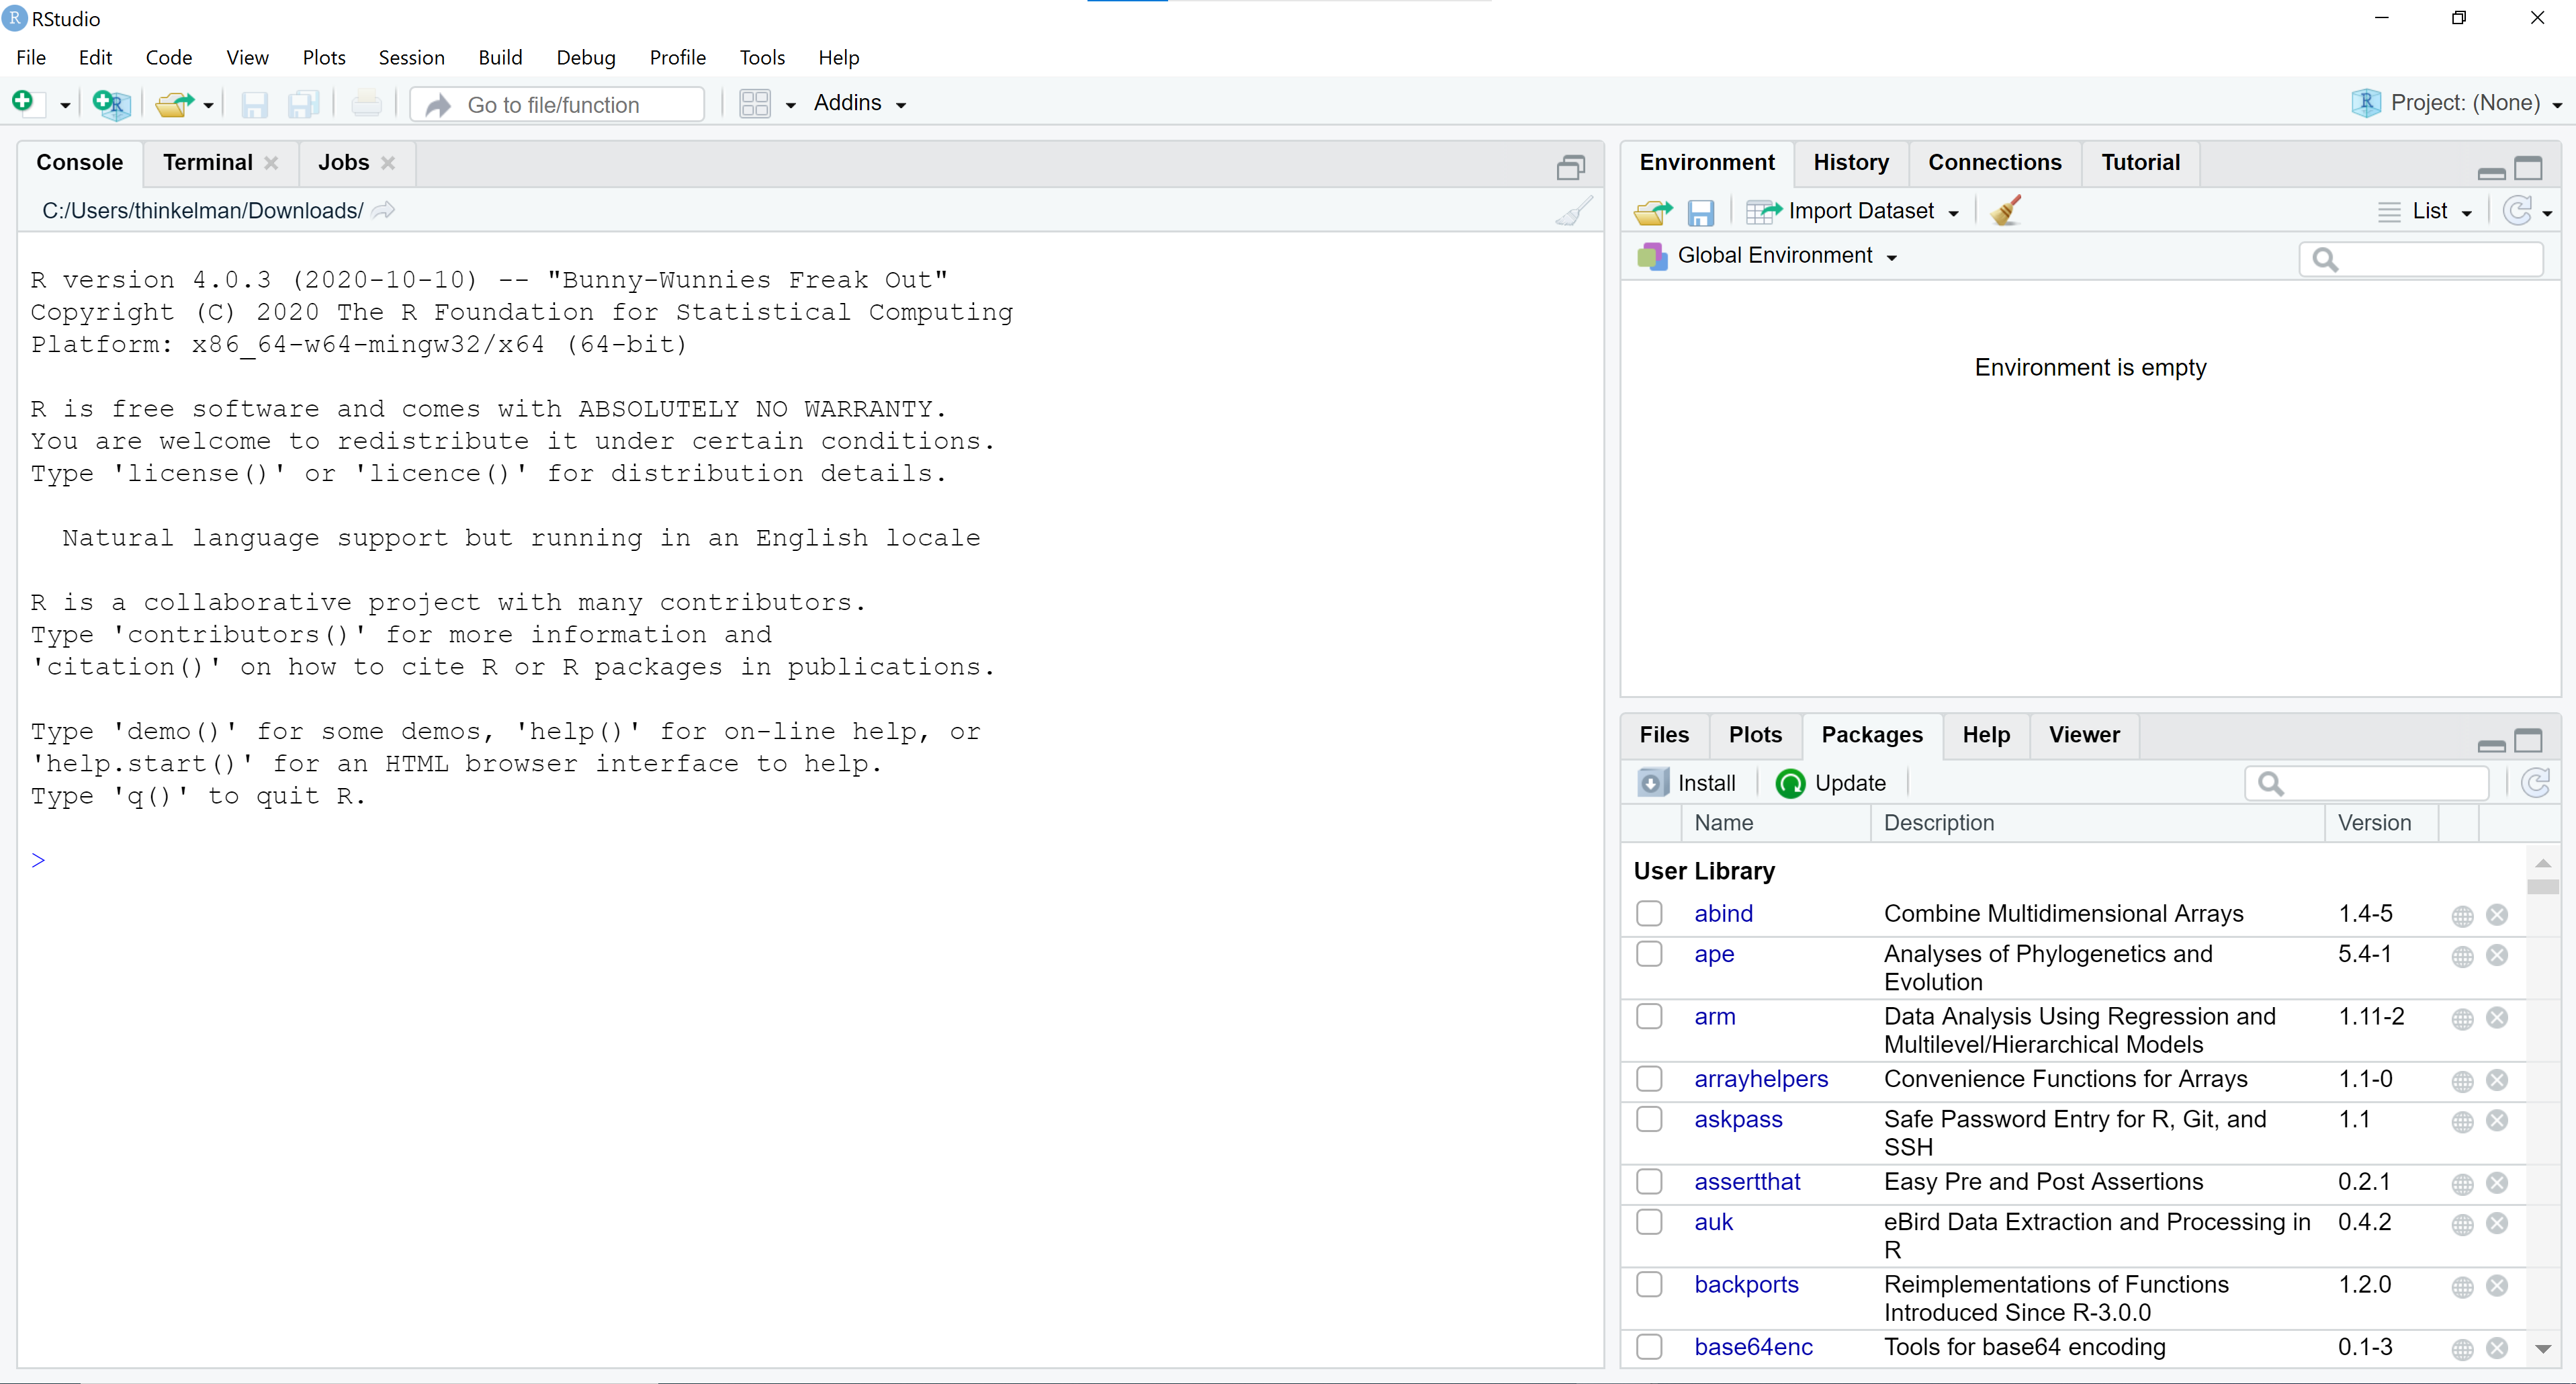 RStudio
File Edit Code View Plots Session Build Debug Profile Tools Help
Go to file/function Addins Project: (None)
Console Terminal Jobs
C:/Users/thinkelman/Downloads/
R version 4.0.3 (2020-10-10) -- "Bunny-Wunnies Freak Out"
Copyright (C) 2020 The R Foundation for Statistical Computing
Platform: x86_64-w64-mingw32/x64 (64-bit)
R is free software and comes with ABSOLUTELY NO WARRANTY.
You are welcome to redistribute it under certain conditions.
Type 'license()' or 'licence()' for distribution details.
Natural language support but running in an English locale
R is a collaborative project with many contributors.
Type 'contributors()' for more information and
'citation()' on how to cite R or R packages in publications.
Type 'demo()' for some demos, 'help()' for on-line help, or
'help.start()' for an HTML browser interface to help.
Type 'q()' to quit R.
>
Environment History Connections Tutorial
Import Dataset List
Global Environment
Environment is empty
Files Plots Packages Help Viewer
Install Update
Name Description Version
User Library
abind Combine Multidimensional Arrays 1.4-5
ape Analyses of Phylogenetics and 5.4-1
Evolution
arm Data Analysis Using Regression and 1.11-2
Multilevel/Hierarchical Models
arrayhelpers Convenience Functions for Arrays 1.1-0
askpass Safe Password Entry for R, Git, and 1.1
SSH
assertthat Easy Pre and Post Assertions 0.2.1
auk eBird Data Extraction and Processing in 0.4.2
R
backports Reimplementations of Functions 1.2.0
Introduced Since R-3.0.0
base64enc Tools for base64 encoding 0.1-3